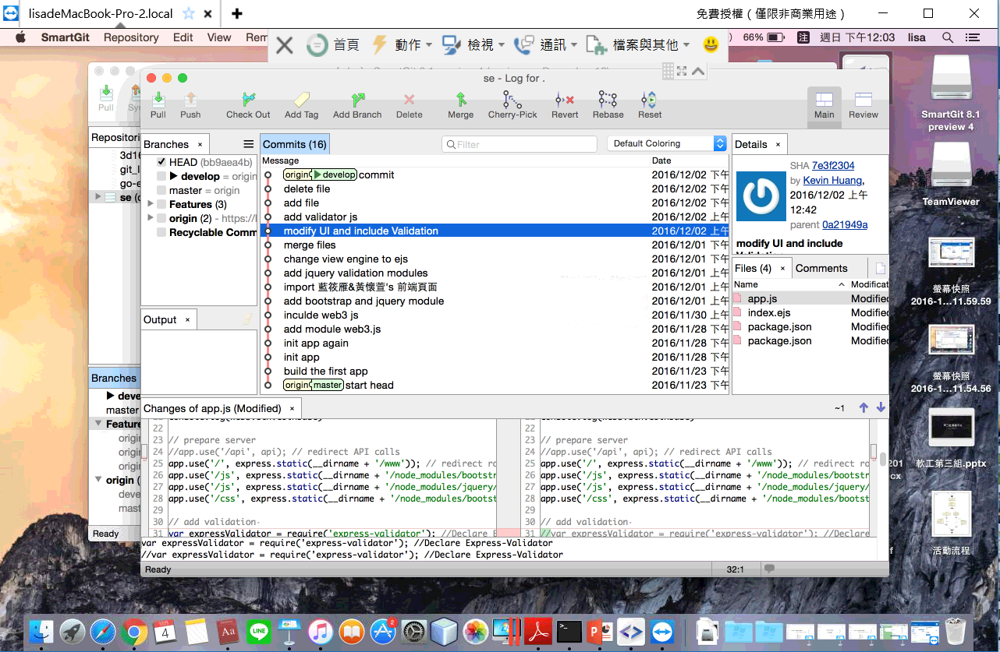 lisadeMacBook-Pro-2.local
免費授權 ( 僅限非商業用途 )
SmartGit Repository Edit View Rem
首頁 動作 檢視 通訊 檔案與其他
66% 注 週日 下午12:03 lisa
se - Log for .
Pull
Pull Push Check Out Add Tag Add Branch Delete Merge Cherry-Pick Revert Rebase Reset Main Review
Repositori
3d16
git_l
go-e
se (
Branches
HEAD (bb9aea4b)
develop = origin
master = origin
Features (3)
origin (2) - https://l
Recyclable Comm
Output
Commits (16)
Filter
Default Coloring
Message Date
origin develop commit 2016/12/02 下午
delete file 2016/12/02 下午
add file 2016/12/02 下午
add validator js 2016/12/02 上午
modify UI and include Validation 2016/12/02 上午
merge files 2016/12/01 下午
change view engine to ejs 2016/12/01 下午
add jquery validation modules 2016/12/01 上午
import 藍筱雁&黃懷萱's 前端頁面 2016/12/01 上午
add bootstrap and jquery module 2016/12/01 上午
inculde web3 js 2016/11/30 上午
add module web3.js 2016/11/28 下午
init app again 2016/11/28 下午
init app 2016/11/28 下午
build the first app 2016/11/23 下午
origin master start head 2016/11/23 下午
Details
SHA 7e3f2304
by Kevin Huang,
2016/12/02 上午
12:42
parent 0a21949a
modify UI and include
Files (4) Comments
Name Modificat
app.js Modified
index.ejs Modified
package.json Modified
package.json Modified
Branches
deve
master
Feature
origin
origin
origin
origin (
deve
mast
Ready
Changes of app.js (Modified)
~1
22
23 // prepare server
24 //app.use('/api', api); // redirect API calls
25 app.use('/', express.static(__dirname + '/www')); // redirect ro
26 app.use('/js', express.static(__dirname + '/node_modules/bootstr
27 app.use('/js', express.static(__dirname + '/node_modules/jquery/
28 app.use('/css', express.static(__dirname + '/node_modules/bootst
29
30 // add validation
31 var expressValidator = require('express-validator'); //Declare E
22
23 // prepare server
24 //app.use('/api', api); // redirect API calls
25 app.use('/', express.static(__dirname + '/www')); // redirect ro
26 app.use('/js', express.static(__dirname + '/node_modules/bootstr
27 app.use('/js', express.static(__dirname + '/node_modules/jquery/
28 app.use('/css', express.static(__dirname + '/node_modules/bootst
29
30 // add validation
31 //var expressValidator = require('express-validator'); //Declare
var expressValidator = require('express-validator'); //Declare Express-Validator
//var expressValidator = require('express-validator'); //Declare Express-Validator
Ready
32:1
SmartGit 8.1
preview 4
TeamViewer
螢幕快照
2016-1...11.59.59
螢幕快照
2016-1...11.54.56
軟工第三組.pptx
活動流程
12月
4
Aa
LINE
2